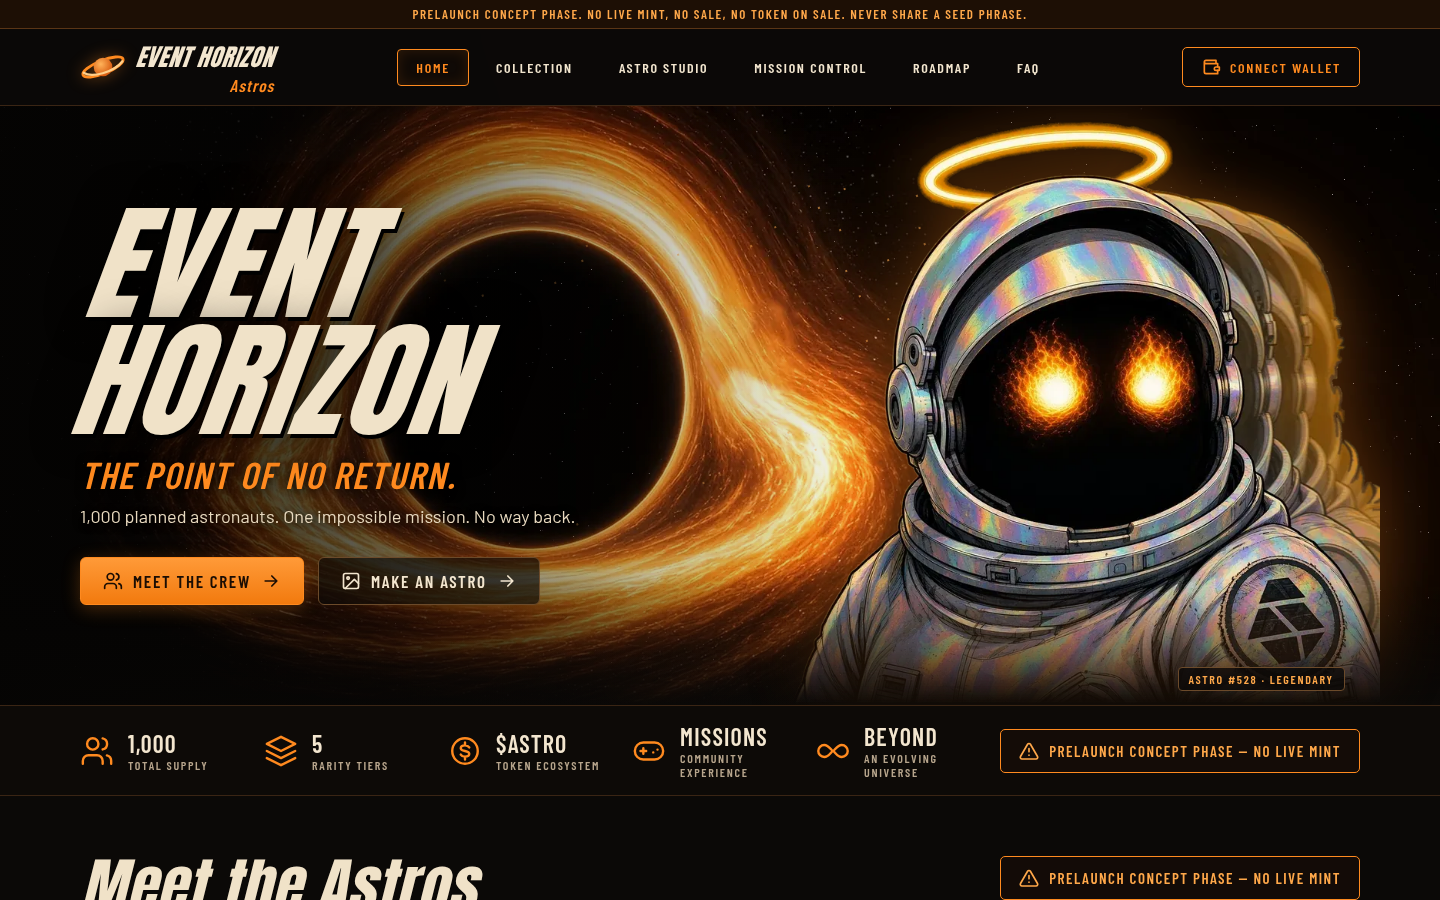 PRELAUNCH CONCEPT PHASE. NO LIVE MINT, NO SALE, NO TOKEN ON SALE. NEVER SHARE A SEED PHRASE.
EVENT HORIZON
Astros
HOME
COLLECTION
ASTRO STUDIO
MISSION CONTROL
ROADMAP
FAQ
CONNECT WALLET
EVENT
HORIZON
THE POINT OF NO RETURN.
1,000 planned astronauts. One impossible mission. No way back.
MEET THE CREW
MAKE AN ASTRO
ASTRO #528 · LEGENDARY
1,000
TOTAL SUPPLY
5
RARITY TIERS
$ASTRO
TOKEN ECOSYSTEM
MISSIONS
COMMUNITY
EXPERIENCE
BEYOND
AN EVOLVING
UNIVERSE
PRELAUNCH CONCEPT PHASE — NO LIVE MINT
Meet the Astros
PRELAUNCH CONCEPT PHASE — NO LIVE MINT